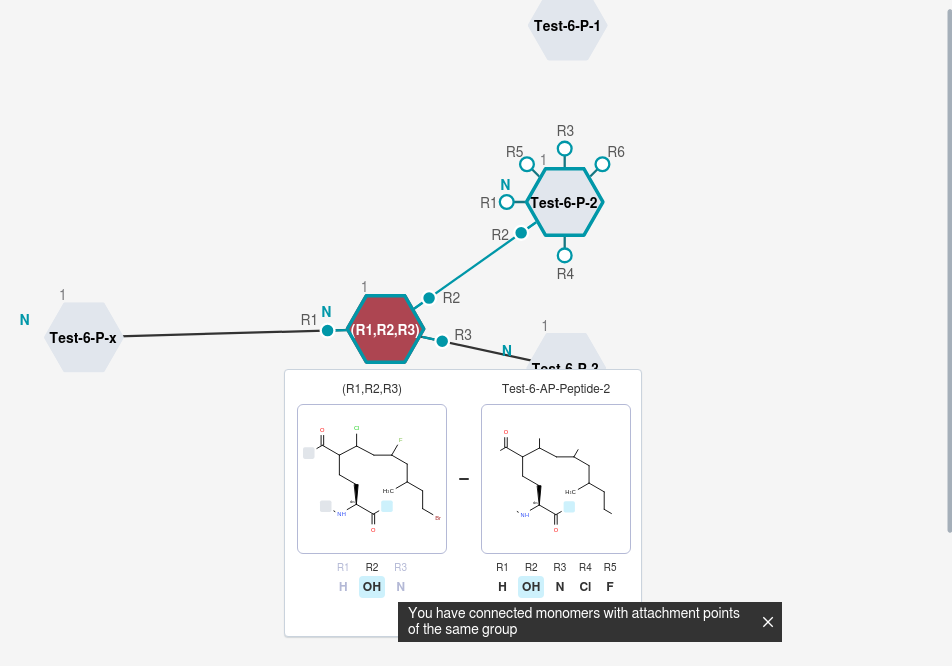 Test-6-P-1
R3
R5
1
R6
N
R1
Test-6-P-2
R2
R4
1
1
R2
N
R1
N
(R1,R2,R3)
R3
1
Test-6-P-x
N
Test-6-P-3
(R1,R2,R3)
Test-6-AP-Peptide-2
O
Cl
F
H₃C
NH
O
Br
O
H₃C
NH
O
R1 R2 R3
H OH N
R1 R2 R3 R4 R5
H OH N Cl F
You have connected monomers with attachment points
of the same group